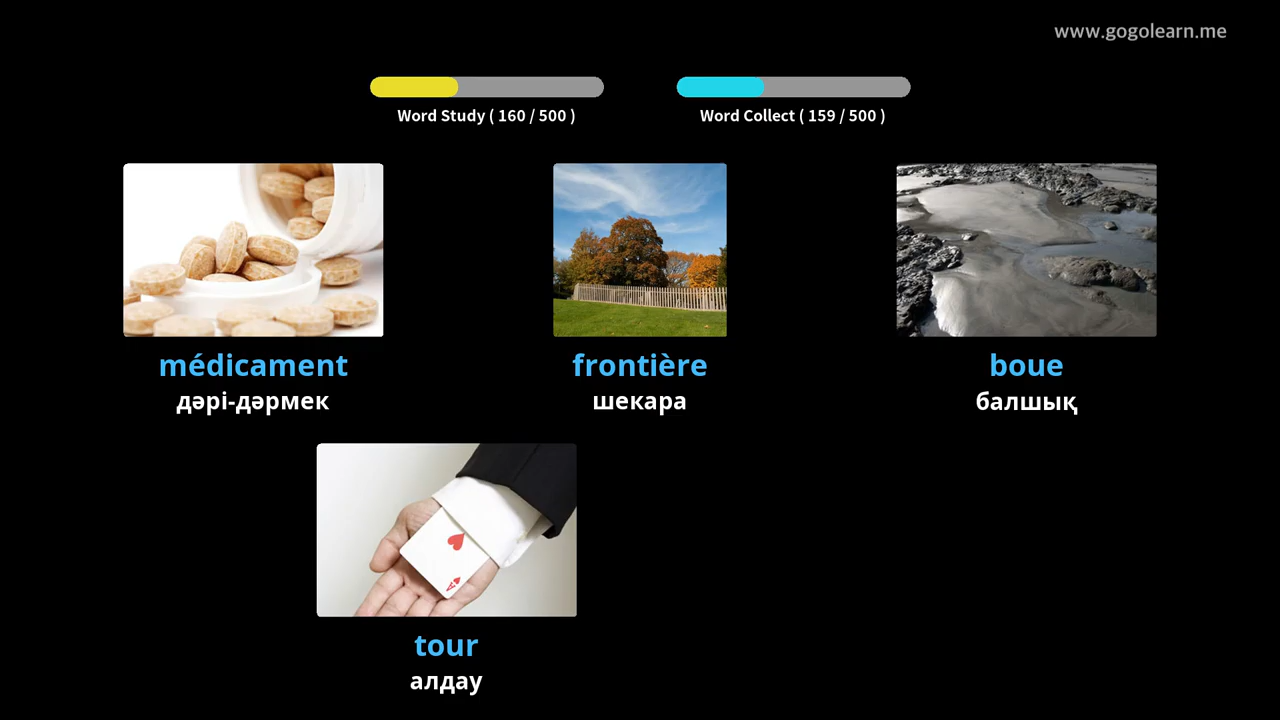 www.gogolearn.me
Word Study ( 160 / 500 )
Word Collect ( 159 / 500 )
médicament
дәрі-дәрмек
frontière
шекара
boue
балшық
tour
алдау